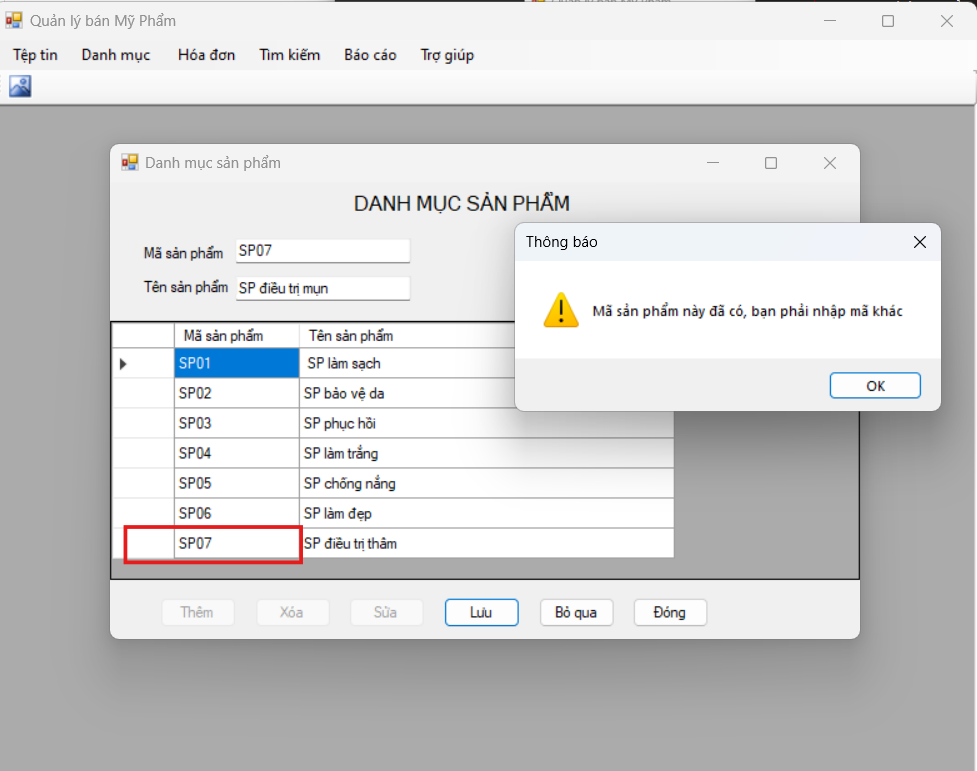 Quản lý bán Mỹ Phẩm
Tệp tin Danh mục Hóa đơn Tìm kiếm Báo cáo Trợ giúp
Danh mục sản phẩm
DANH MỤC SẢN PHẨM
Mã sản phẩm SP07
Tên sản phẩm SP điều trị mụn
Thông báo
Mã sản phẩm này đã có, bạn phải nhập mã khác
OK
Mã sản phẩm Tên sản phẩm
SP01 SP làm sạch
SP02 SP bảo vệ da
SP03 SP phục hồi
SP04 SP làm trắng
SP05 SP chống nắng
SP06 SP làm đẹp
SP07 SP điều trị thâm
Thêm Xóa Sửa Lưu Bỏ qua Đóng